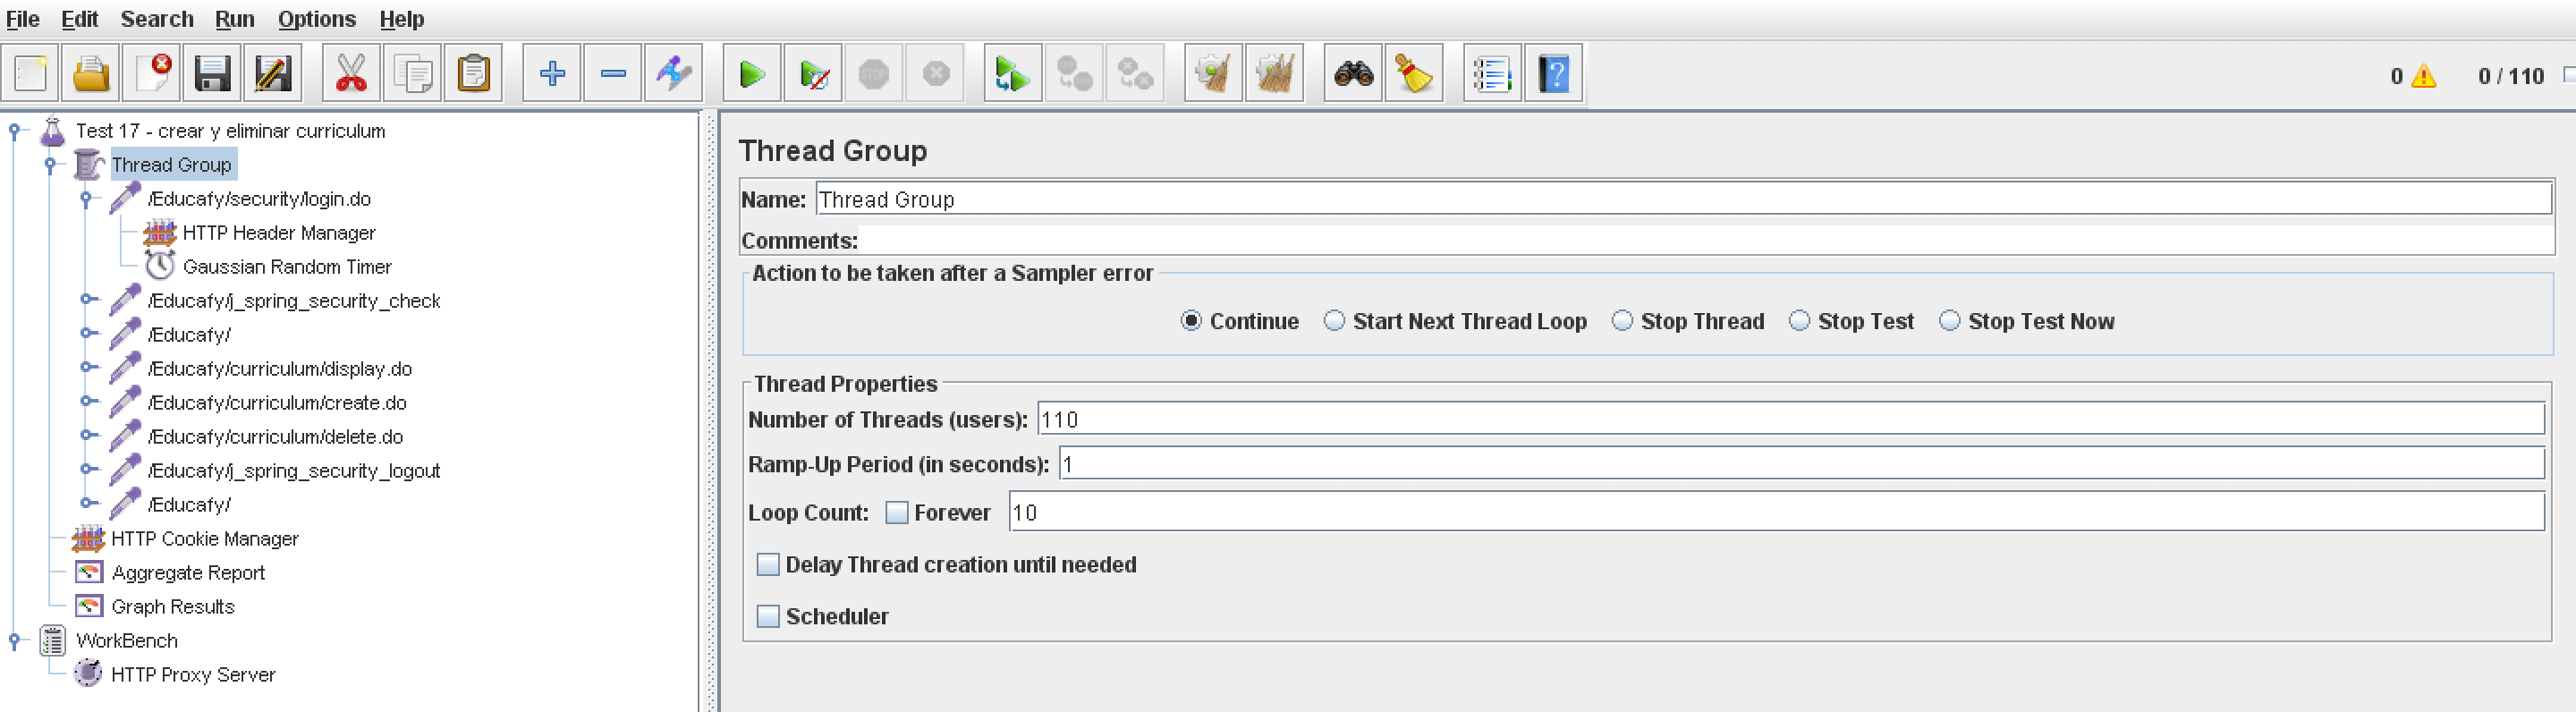 File Edit Search Run Options Help
STOP
0 0 / 110
Test 17 - crear y eliminar curriculum
Thread Group
/Educafy/security/login.do
HTTP Header Manager
Gaussian Random Timer
/Educafy/j_spring_security_check
/Educafy/
/Educafy/curriculum/display.do
/Educafy/curriculum/create.do
/Educafy/curriculum/delete.do
/Educafy/j_spring_security_logout
/Educafy/
HTTP Cookie Manager
Aggregate Report
Graph Results
WorkBench
HTTP Proxy Server
Thread Group
Name: Thread Group
Comments:
Action to be taken after a Sampler error
Continue Start Next Thread Loop Stop Thread Stop Test Stop Test Now
Thread Properties
Number of Threads (users): 110
Ramp-Up Period (in seconds): 1
Loop Count: Forever 10
Delay Thread creation until needed
Scheduler